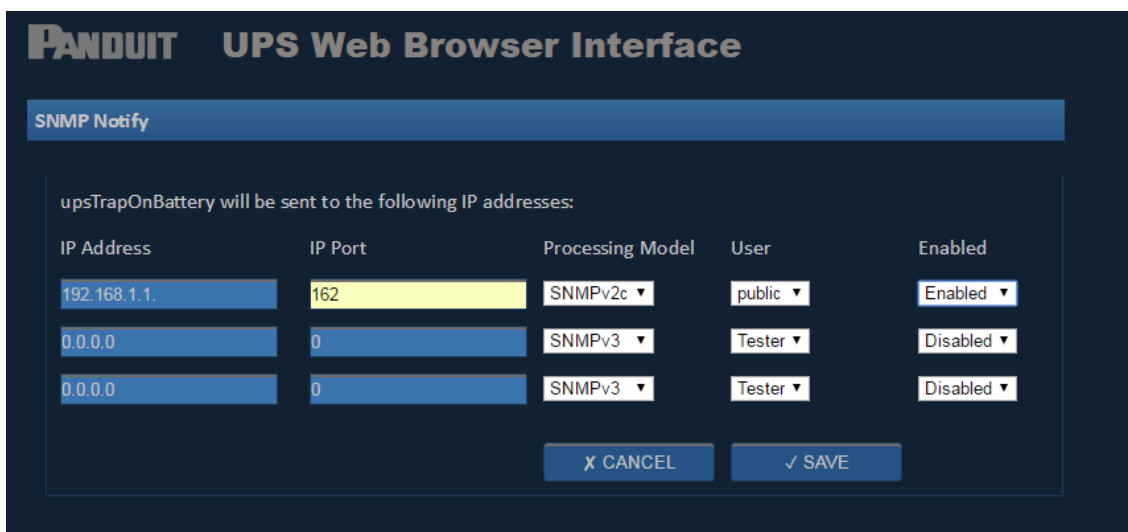 PANDUIT UPS Web Browser Interface
SNMP Notify
upsTrapOnBattery will be sent to the following IP addresses:
IP Address IP Port Processing Model User Enabled
192.168.1.1. 162 SNMPv2c ▼ public ▼ Enabled ▼
0.0.0.0 0 SNMPv3 ▼ Tester ▼ Disabled ▼
0.0.0.0 0 SNMPv3 ▼ Tester ▼ Disabled ▼
✗ CANCEL ✓ SAVE